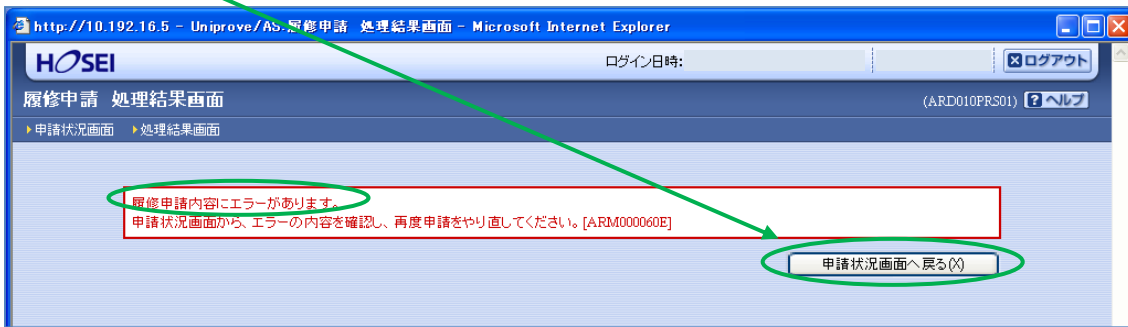 http://10.192.16.5 - Uniprove/AS:履修申請 処理結果画面 - Microsoft Internet Explorer
HOSEI ログイン日時: ログアウト
履修申請 処理結果画面 (ARD010PRS01) ? ヘルプ
申請状況画面 処理結果画面
履修申請内容にエラーがあります。
申請状況画面から、エラーの内容を確認し、再度申請をやり直してください。[ARM000060E]
申請状況画面へ戻る(X)